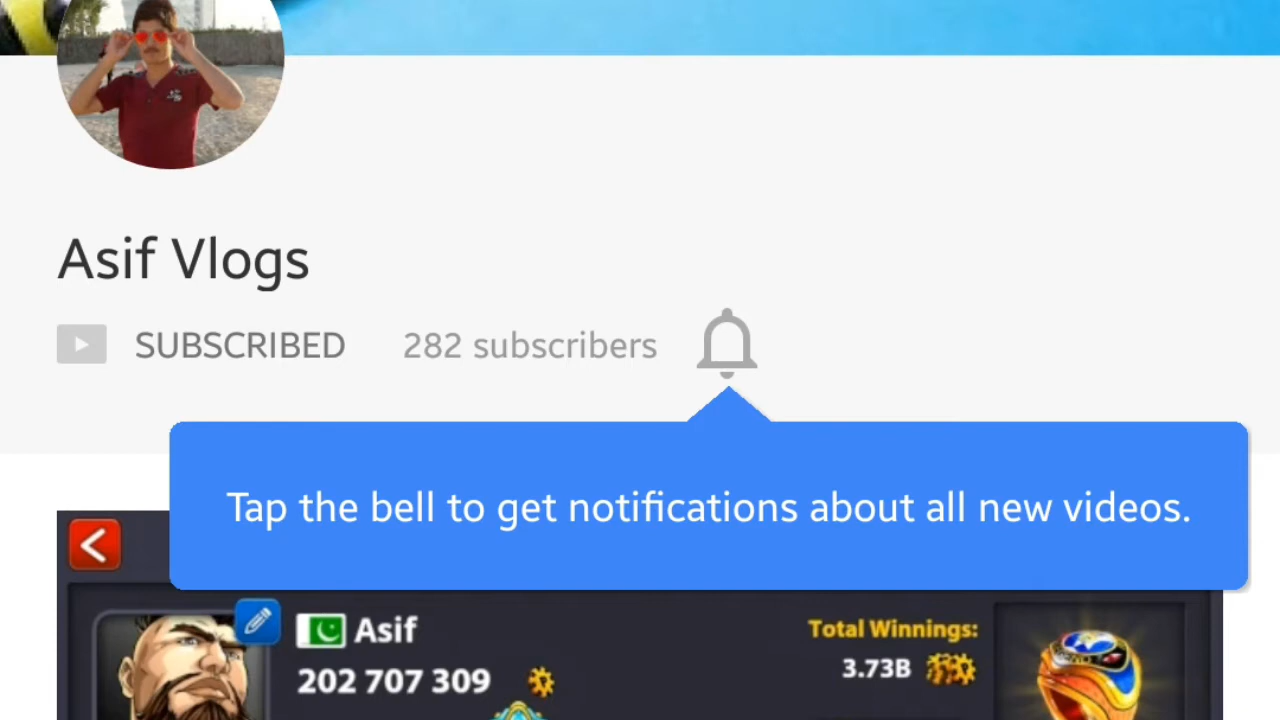 Asif Vlogs
SUBSCRIBED 282 subscribers
Tap the bell to get notifications about all new videos.
Asif
202 707 309
Total Winnings:
3.73B